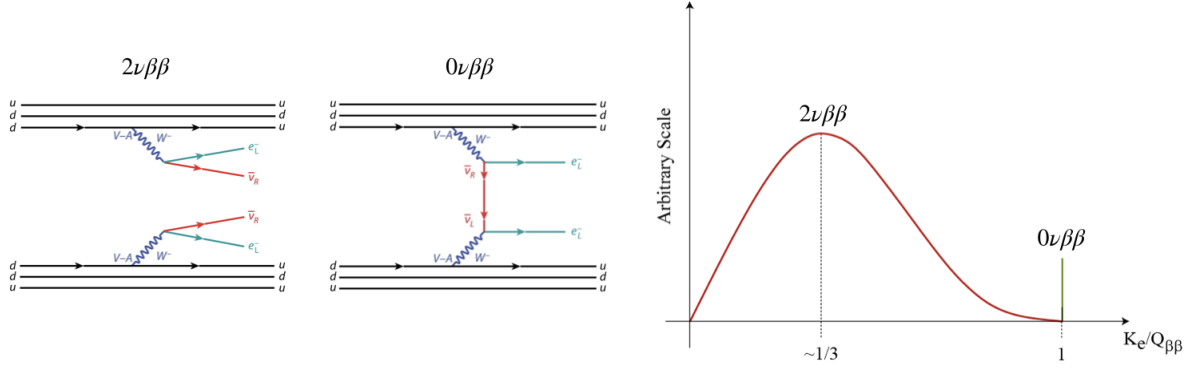 2νββ
u u
d d
d u
V–A W⁻
e⁻L
ν̄R
ν̄R
e⁻L
V–A W⁻
d u
d d
u u
0νββ
u u
d d
d u
V–A W⁻
ν̄R e⁻L
ν̄L e⁻L
V–A W⁻
d u
d d
u u
Arbitrary Scale
2νββ
0νββ
~1/3
1
Ke/Qββ